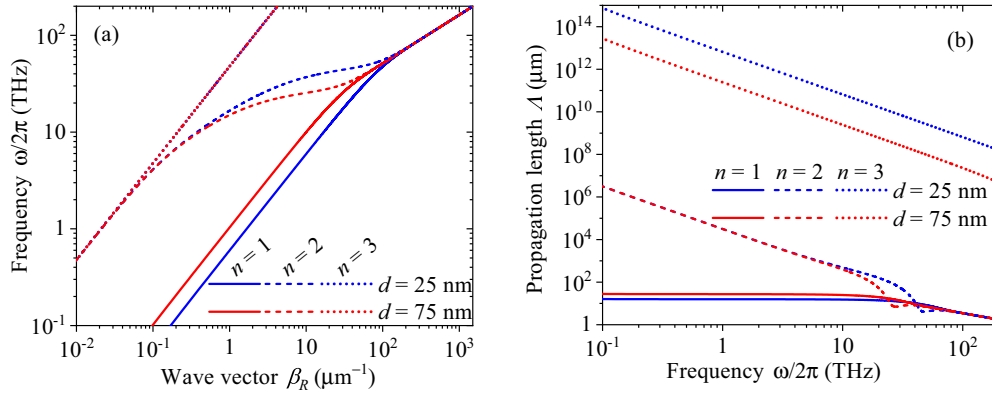 (a)
Frequency ω/2π (THz)
10²
10
1
10⁻¹
n = 1 n = 2 n = 3
d = 25 nm
d = 75 nm
10⁻² 10⁻¹ 1 10 10² 10³
Wave vector β_R (μm⁻¹)
(b)
Propagation length Λ (μm)
10¹⁴
10¹²
10¹⁰
10⁸
10⁶
10⁴
10²
1
n = 1 n = 2 n = 3
d = 25 nm
d = 75 nm
10⁻¹ 1 10 10²
Frequency ω/2π (THz)